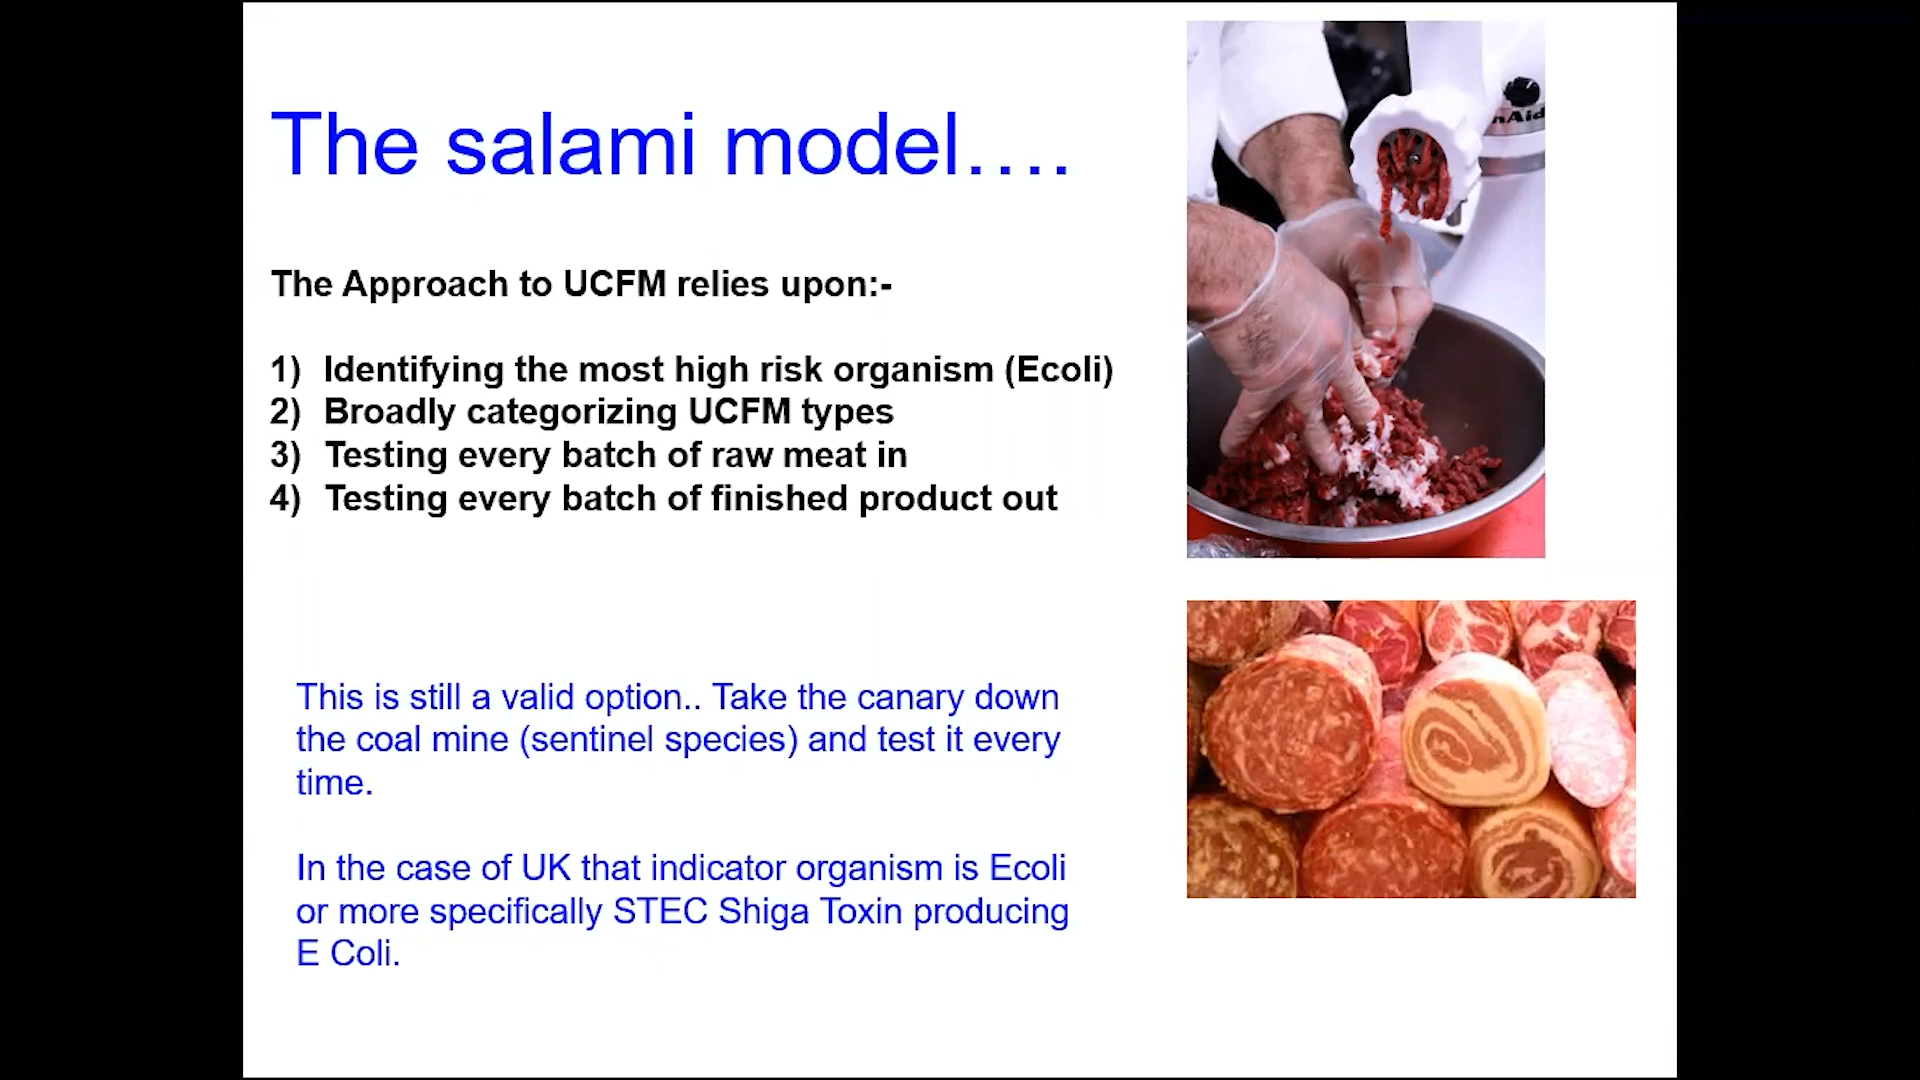 The salami model….
The Approach to UCFM relies upon:-
1) Identifying the most high risk organism (Ecoli)
2) Broadly categorizing UCFM types
3) Testing every batch of raw meat in
4) Testing every batch of finished product out
This is still a valid option.. Take the canary down
the coal mine (sentinel species) and test it every
time.
In the case of UK that indicator organism is Ecoli
or more specifically STEC Shiga Toxin producing
E Coli.